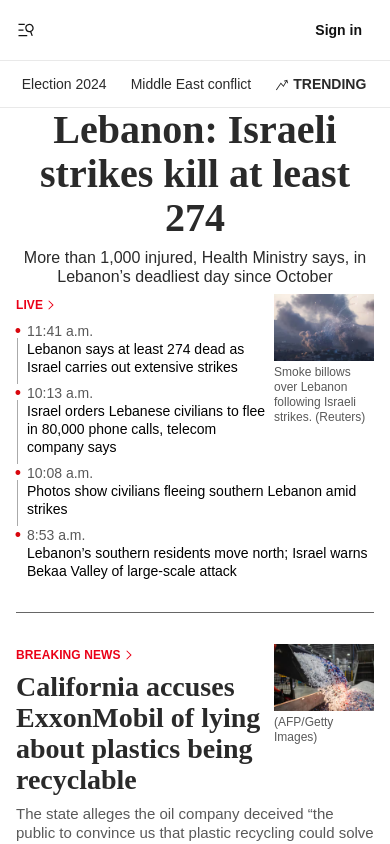 Sign in
Election 2024
Middle East conflict
TRENDING
Lebanon: Israeli
strikes kill at least
274
More than 1,000 injured, Health Ministry says, in
Lebanon’s deadliest day since October
LIVE
11:41 a.m.
Lebanon says at least 274 dead as
Israel carries out extensive strikes
10:13 a.m.
Israel orders Lebanese civilians to flee
in 80,000 phone calls, telecom
company says
10:08 a.m.
Photos show civilians fleeing southern Lebanon amid
strikes
8:53 a.m.
Lebanon’s southern residents move north; Israel warns
Bekaa Valley of large-scale attack
Smoke billows
over Lebanon
following Israeli
strikes. (Reuters)
BREAKING NEWS
California accuses
ExxonMobil of lying
about plastics being
recyclable
(AFP/Getty
Images)
The state alleges the oil company deceived “the
public to convince us that plastic recycling could solve